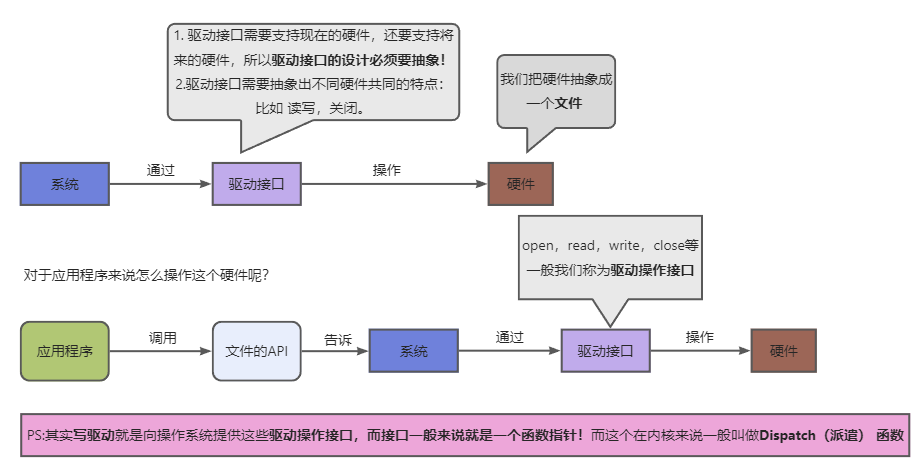 1. 驱动接口需要支持现在的硬件，还要支持将
来的硬件，所以驱动接口的设计必须要抽象！
2.驱动接口需要抽象出不同硬件共同的特点：
比如 读写，关闭。
我们把硬件抽象成
一个文件
系统
通过
驱动接口
操作
硬件
open，read，write，close等
一般我们称为驱动操作接口
对于应用程序来说怎么操作这个硬件呢?
应用程序
调用
文件的API
告诉
系统
通过
驱动接口
操作
硬件
PS:其实写驱动就是向操作系统提供这些驱动操作接口，而接口一般来说就是一个函数指针！而这个在内核来说一般叫做Dispatch（派遣） 函数